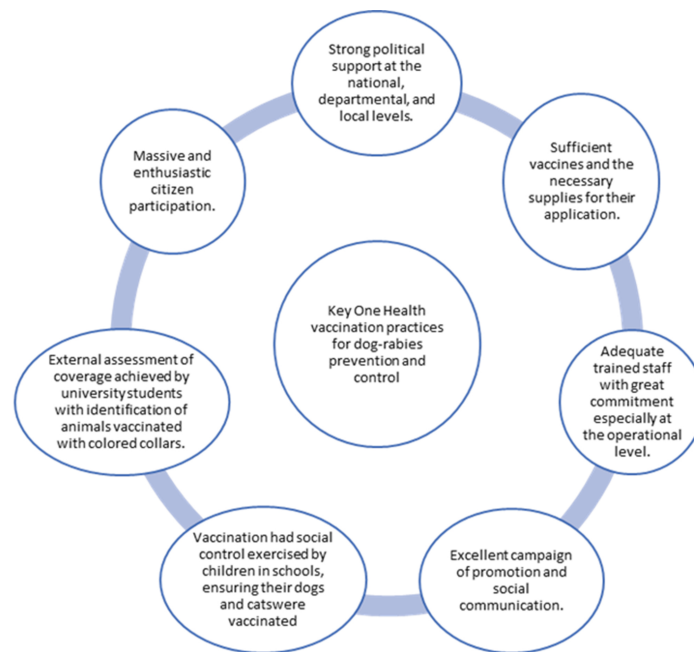 Strong political
support at the
national,
departmental, and
local levels.
Sufficient
vaccines and the
necessary
supplies for their
application.
Adequate
trained staff
with great
commitment
especially at
the operational
level.
Excellent campaign
of promotion and
social
communication.
Vaccination had social
control exercised by
children in schools,
ensuring their dogs
and catswere
vaccinated
External assessment of
coverage achieved by
university students
with identification of
animals vaccinated
with colored collars.
Massive and
enthusiastic
citizen
participation.
Key One Health
vaccination practices
for dog-rabies
prevention and
control